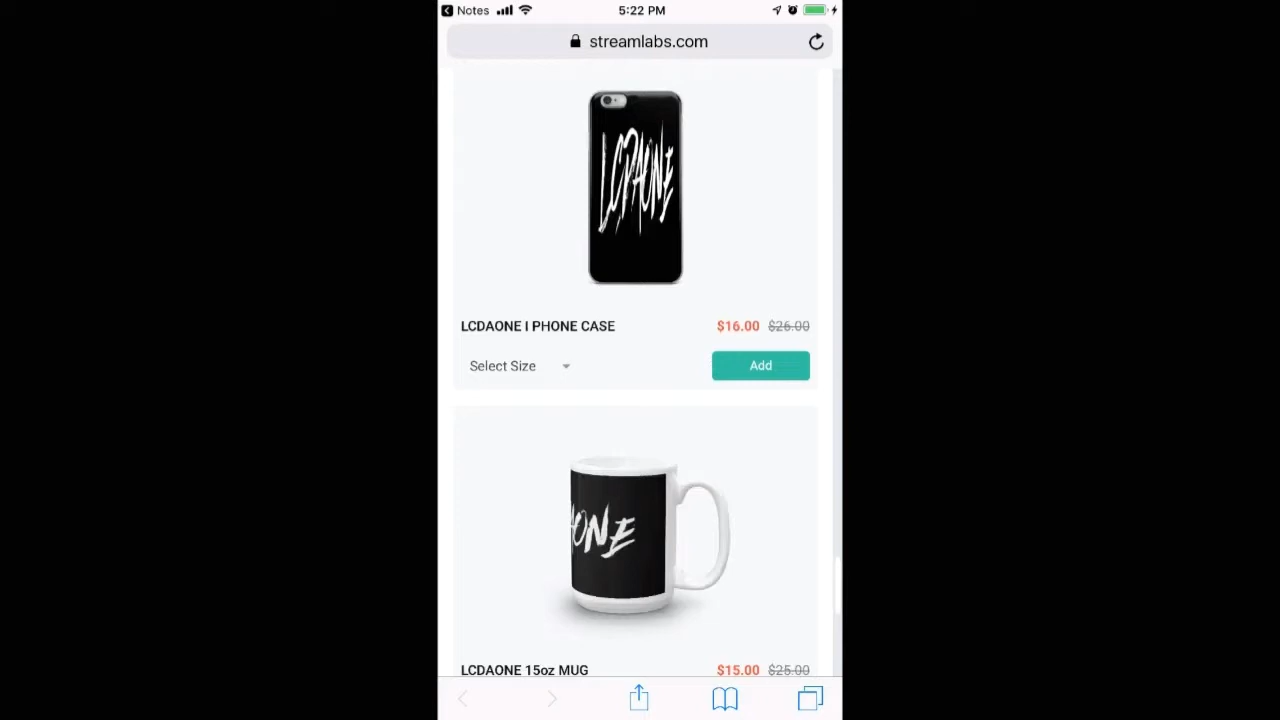 Notes
5:22 PM
streamlabs.com
LCDAONE
LCDAONE I PHONE CASE
$16.00 $26.00
Select Size
Add
AONE
LCDAONE 15oz MUG
$15.00 $25.00